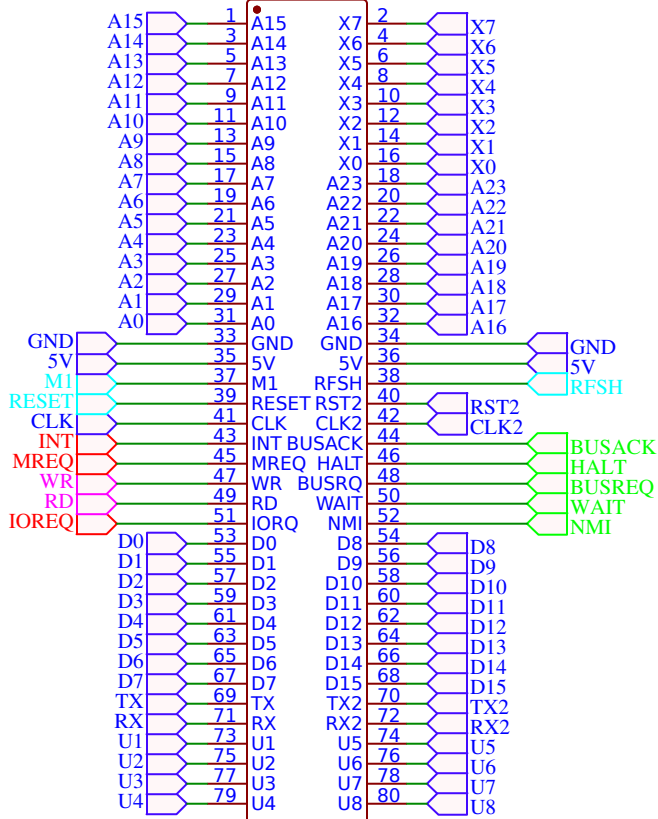 A15 1 A15 X7 2 X7
A14 3 A14 X6 4 X6
A13 5 A13 X5 6 X5
A12 7 A12 X4 8 X4
A11 9 A11 X3 10 X3
A10 11 A10 X2 12 X2
A9 13 A9 X1 14 X1
A8 15 A8 X0 16 X0
A7 17 A7 A23 18 A23
A6 19 A6 A22 20 A22
A5 21 A5 A21 22 A21
A4 23 A4 A20 24 A20
A3 25 A3 A19 26 A19
A2 27 A2 A18 28 A18
A1 29 A1 A17 30 A17
A0 31 A0 A16 32 A16
GND 33 GND GND 34 GND
5V 35 5V 5V 36 5V
M1 37 M1 RFSH 38 RFSH
RESET 39 RESET RST2 40 RST2
CLK 41 CLK CLK2 42 CLK2
INT 43 INT BUSACK 44 BUSACK
MREQ 45 MREQ HALT 46 HALT
WR 47 WR BUSRQ 48 BUSREQ
RD 49 RD WAIT 50 WAIT
IOREQ 51 IORQ NMI 52 NMI
D0 53 D0 D8 54 D8
D1 55 D1 D9 56 D9
D2 57 D2 D10 58 D10
D3 59 D3 D11 60 D11
D4 61 D4 D12 62 D12
D5 63 D5 D13 64 D13
D6 65 D6 D14 66 D14
D7 67 D7 D15 68 D15
TX 69 TX TX2 70 TX2
RX 71 RX RX2 72 RX2
U1 73 U1 U5 74 U5
U2 75 U2 U6 76 U6
U3 77 U3 U7 78 U7
U4 79 U4 U8 80 U8